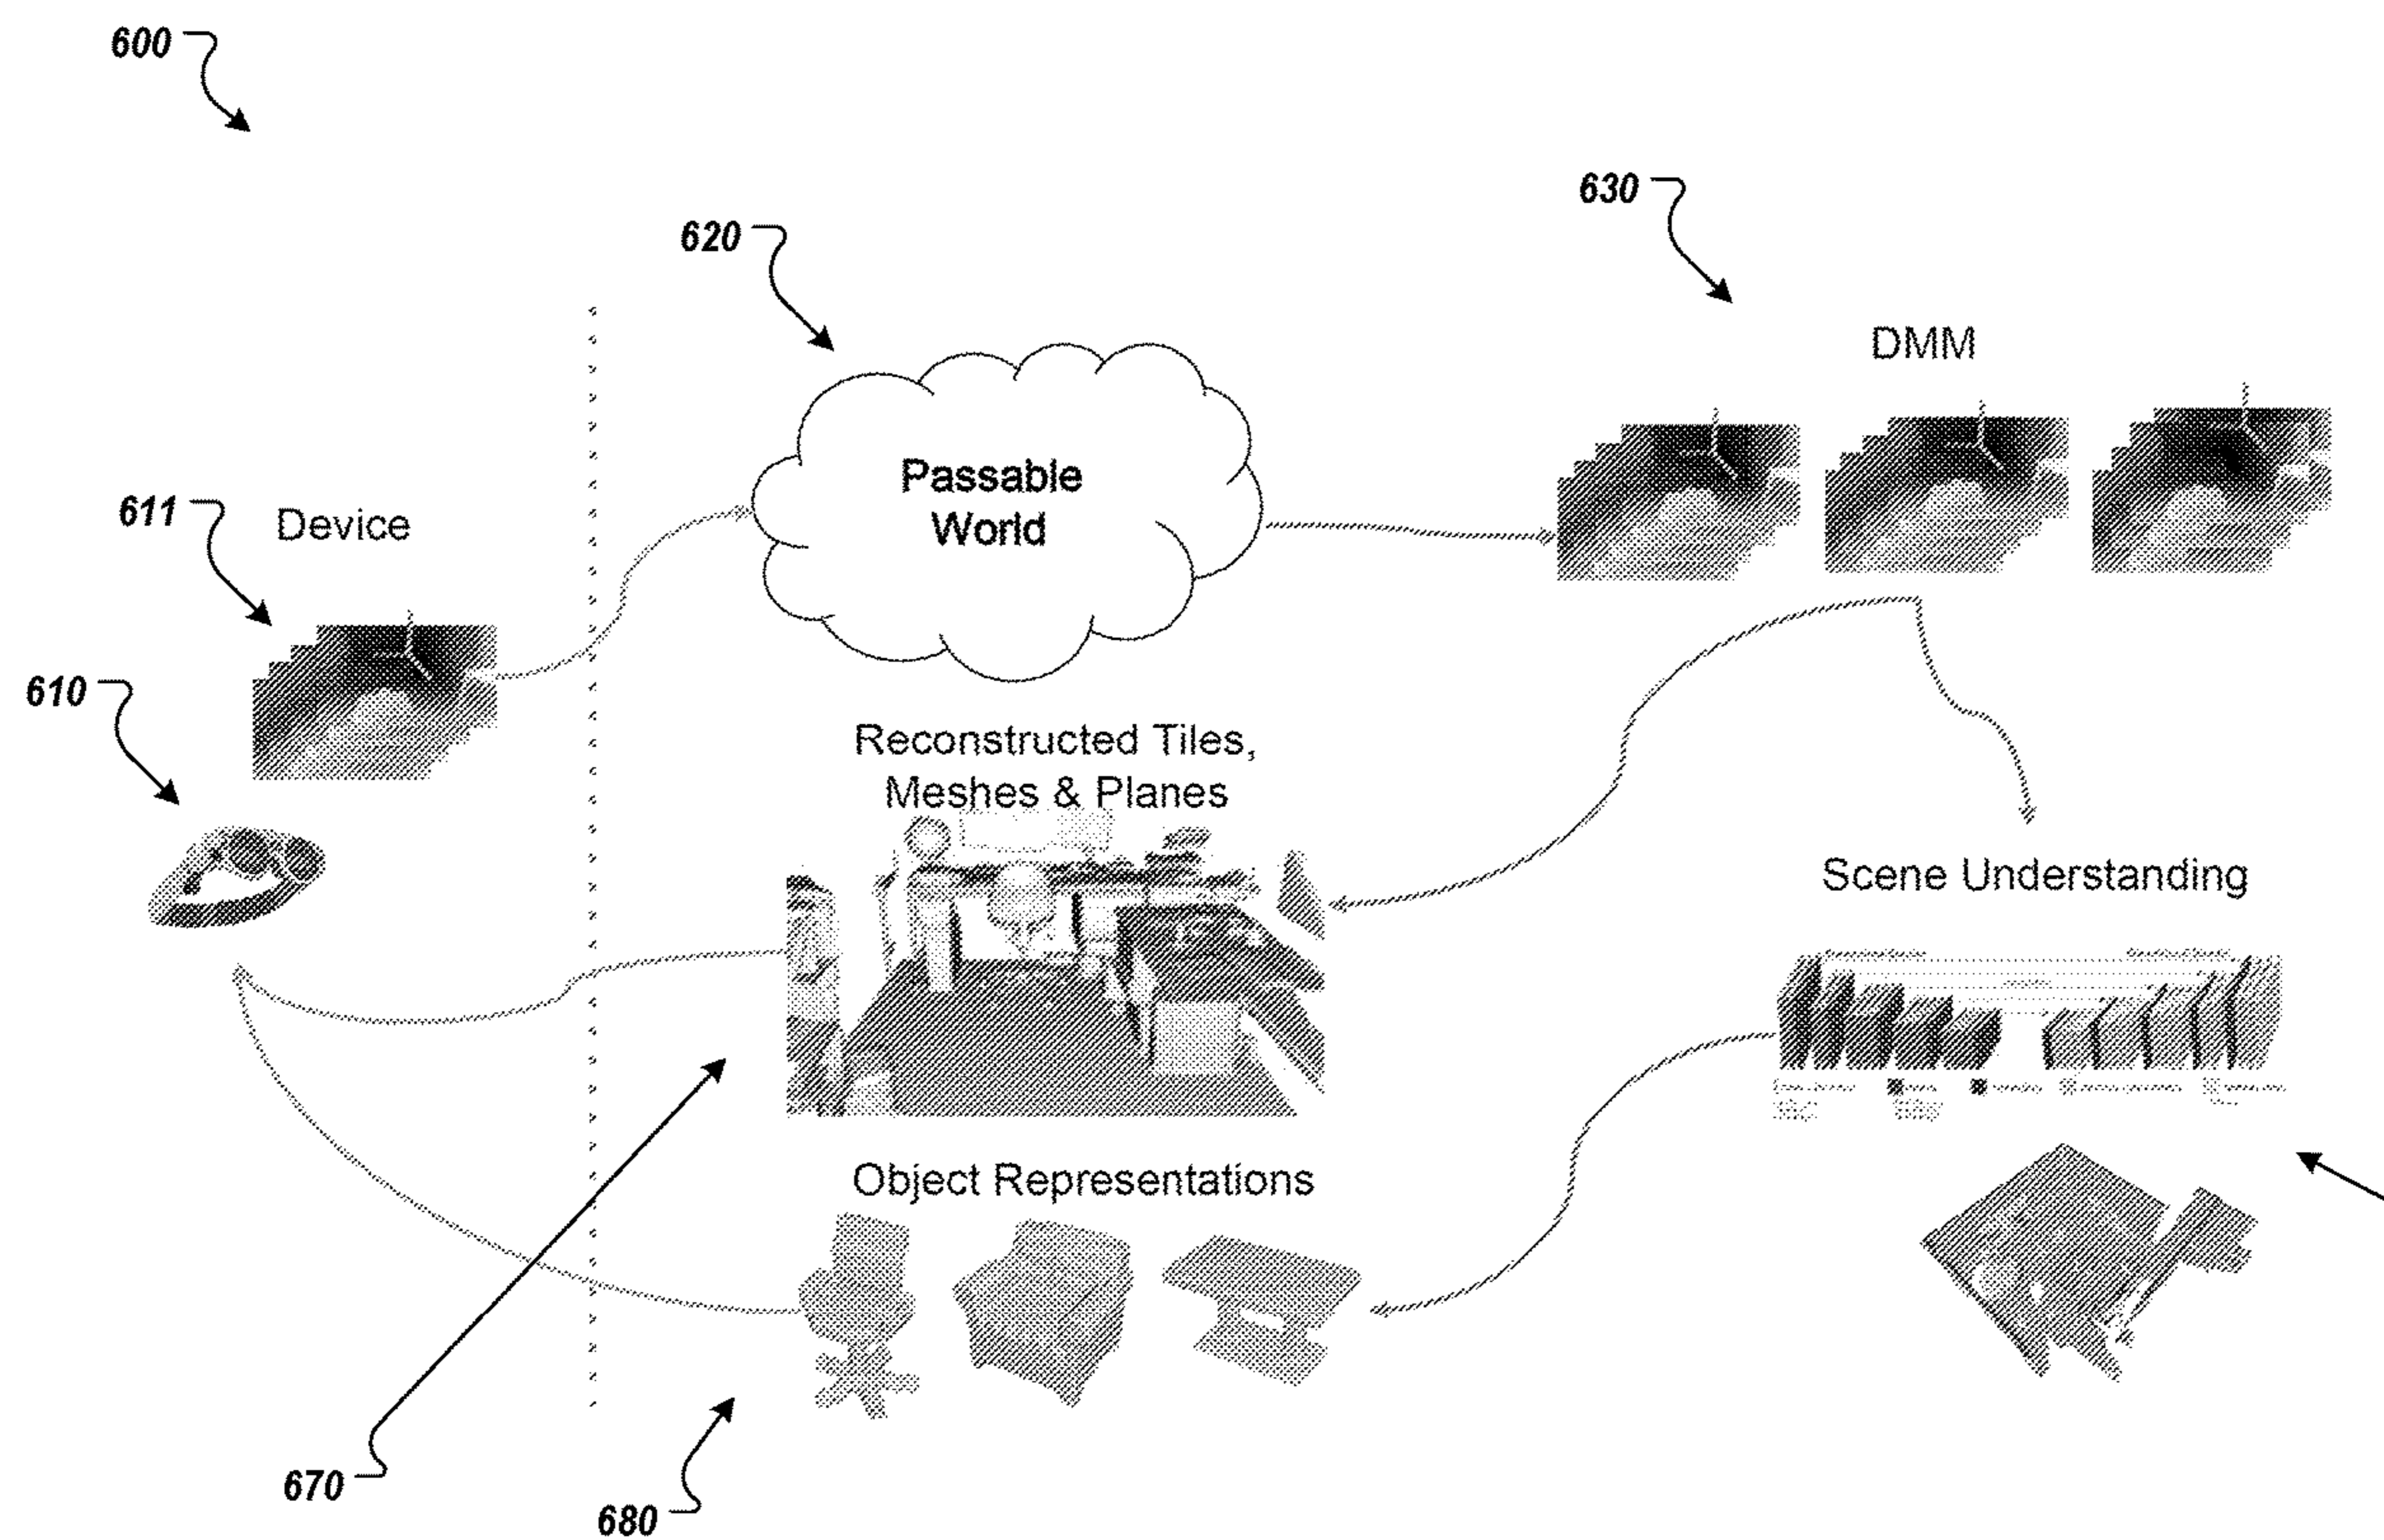 600
630
620
DMM
Passable
World
611
Device
610
Reconstructed Tiles,
Meshes & Planes
Scene Understanding
Object Representations
670
680